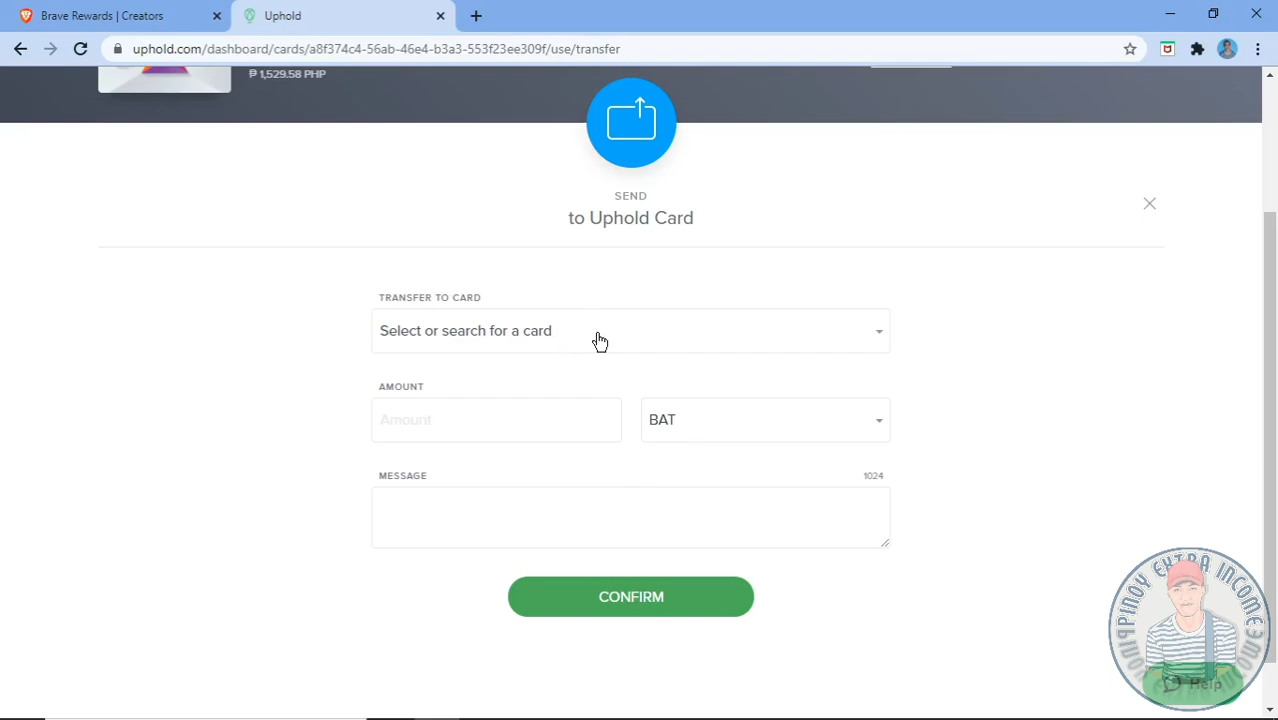 Brave Rewards | Creators
Uphold
uphold.com/dashboard/cards/a8f374c4-56ab-46e4-b3a3-553f23ee309f/use/transfer
₱ 1,529.58 PHP
SEND
to Uphold Card
TRANSFER TO CARD
Select or search for a card
AMOUNT
Amount
BAT
MESSAGE
1024
CONFIRM
PINOY EXTRA INCOME
Help